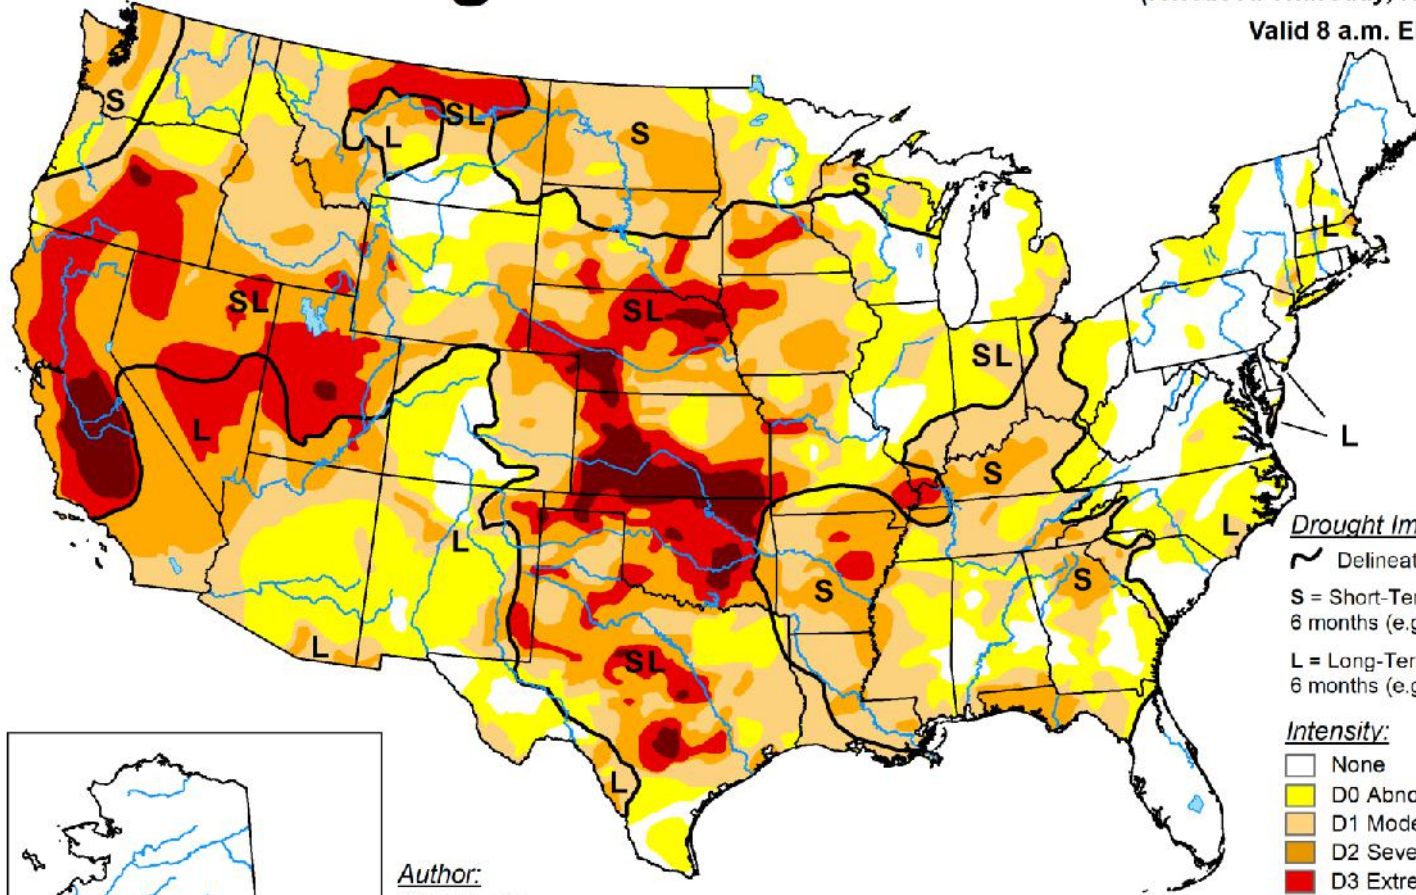 Valid 8 a.m. E
S
SL
L
S
S
L
SL
SL
SL
L
L
S
L
L
S
S
L
SL
L
Drought Im
Delineat
S = Short-Ter
6 months (e.g
L = Long-Ter
6 months (e.g
Intensity:
None
D0 Abno
D1 Mode
D2 Seve
D3 Extre
Author: